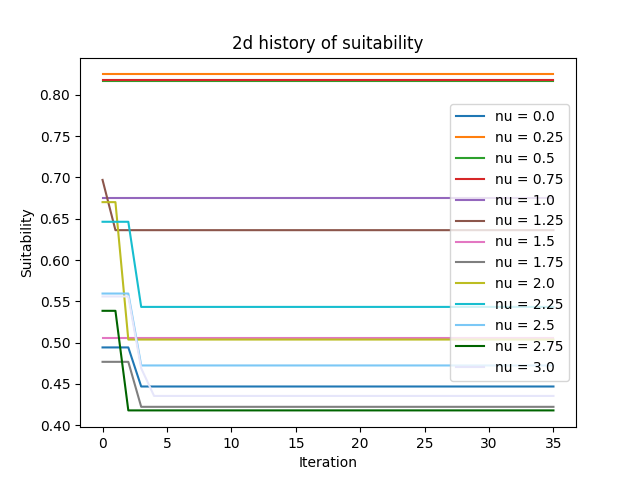 2d history of suitability
Suitability
0.80
0.75
0.70
0.65
0.60
0.55
0.50
0.45
0.40
nu = 0.0
nu = 0.25
nu = 0.5
nu = 0.75
nu = 1.0
nu = 1.25
nu = 1.5
nu = 1.75
nu = 2.0
nu = 2.25
nu = 2.5
nu = 2.75
nu = 3.0
0 5 10 15 20 25 30 35
Iteration